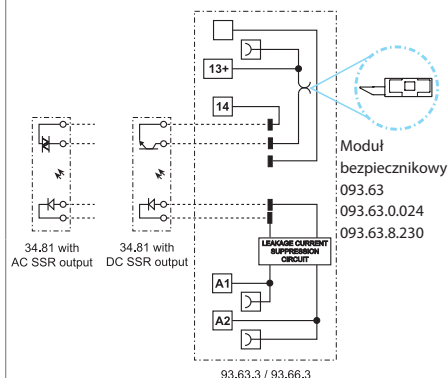 13+
14
Moduł
bezpiecznikowy
093.63
093.63.0.024
093.63.8.230
34.81 with
AC SSR output
34.81 with
DC SSR output
LEAKAGE CURRENT
SUPPRESSION
CIRCUIT
A1
A2
93.63.3 / 93.66.3